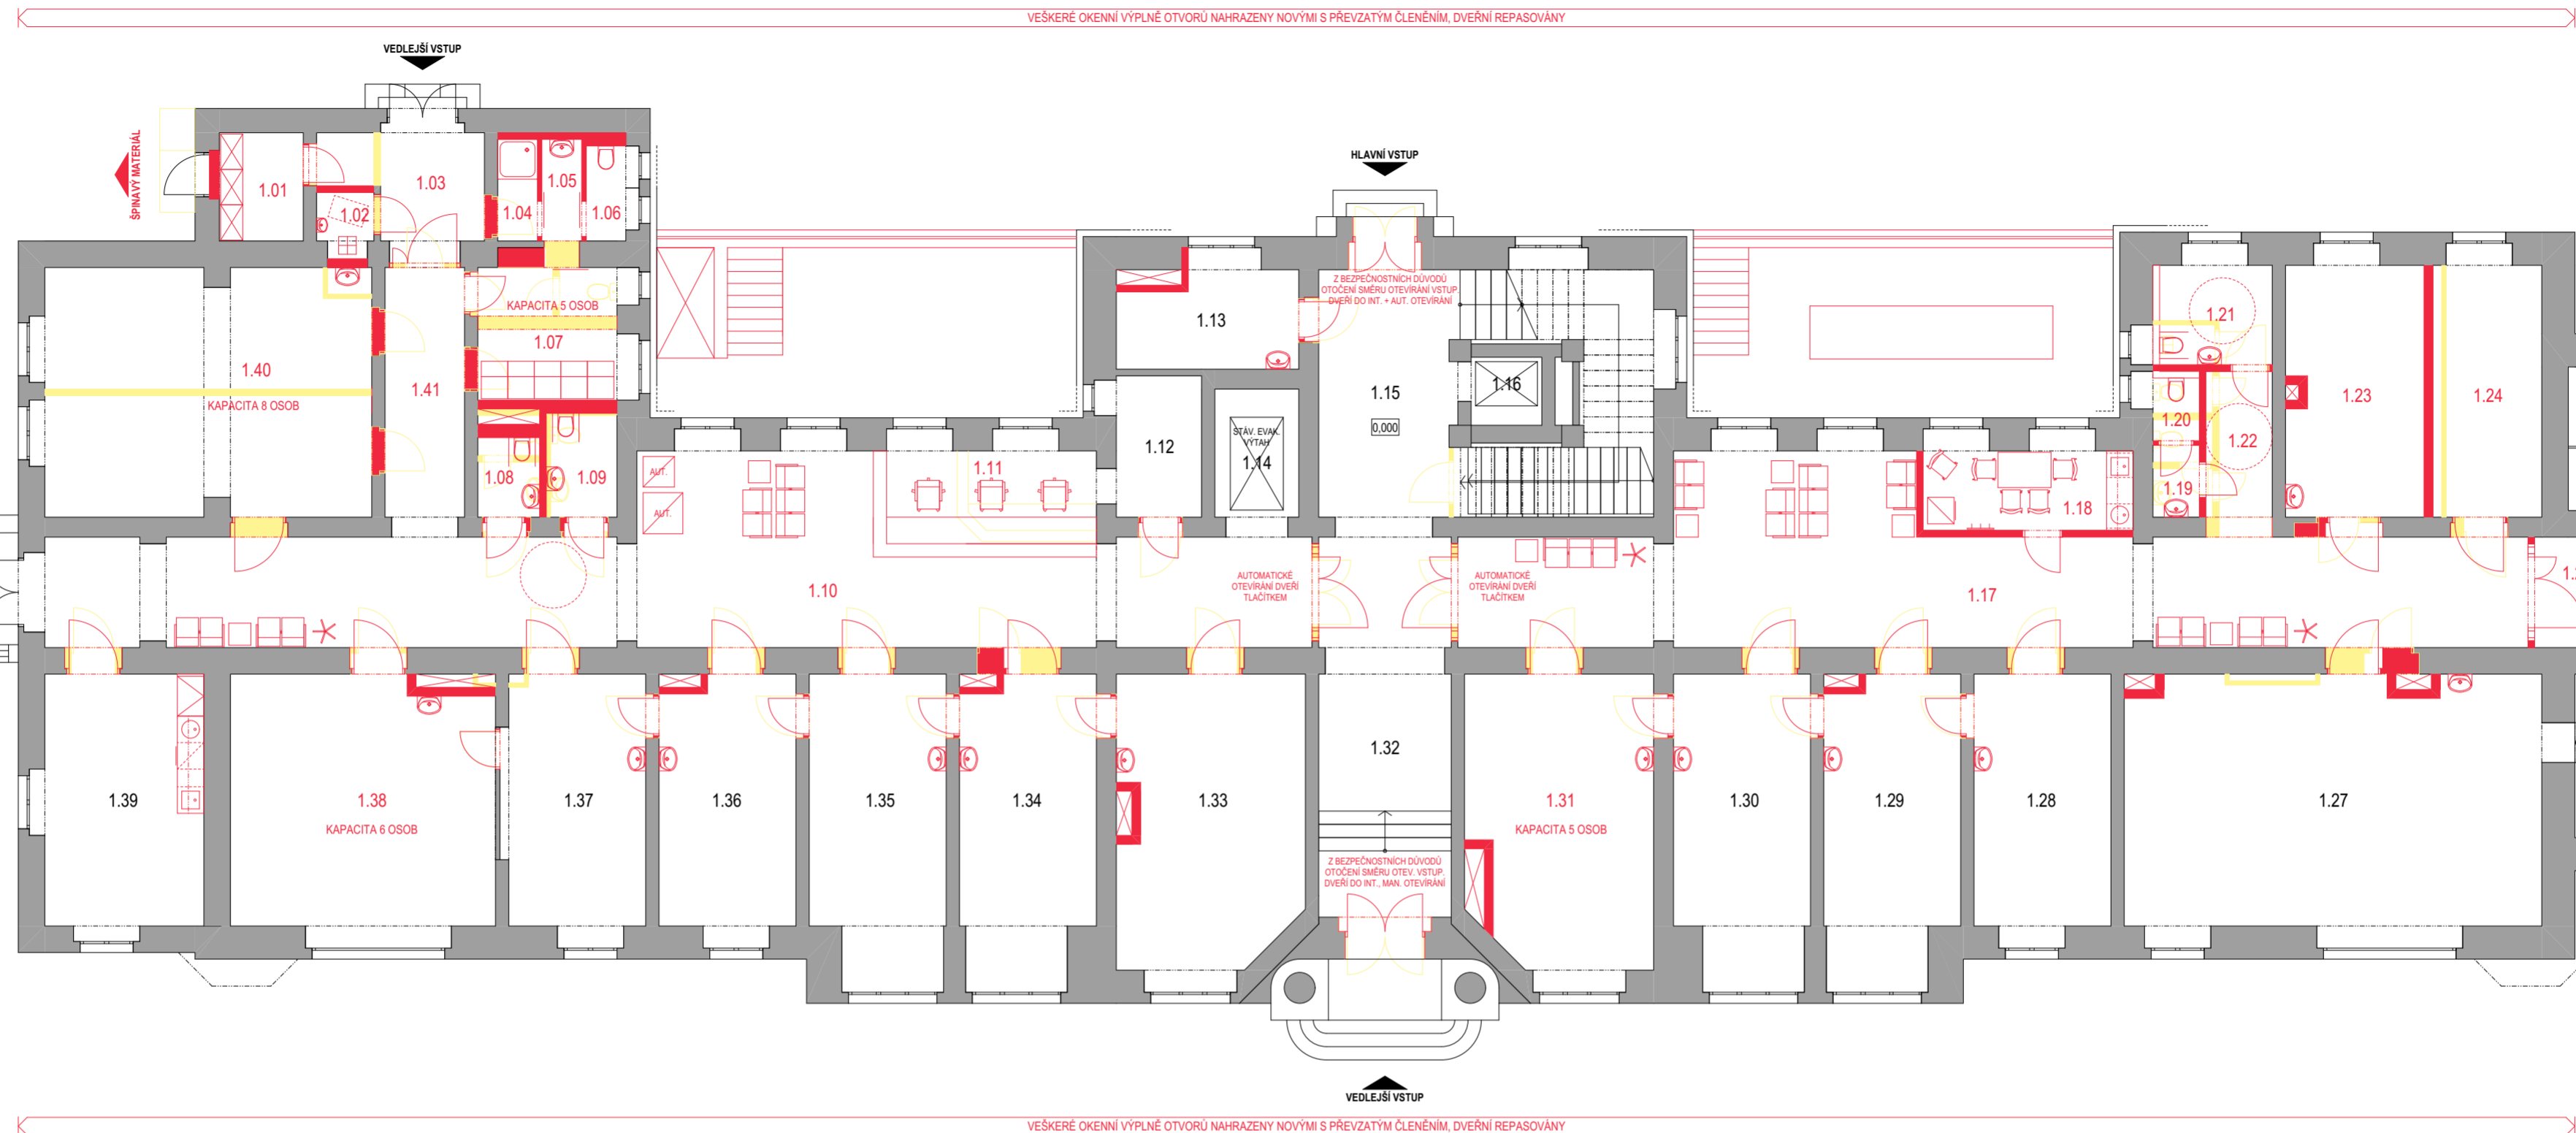 VEŠKERÉ OKENNÍ VÝPLNĚ OTVORŮ NAHRAZENY NOVÝMI S PŘEVZATÝM ČLENĚNÍM, DVEŘNÍ REPASOVÁNY
VEDLEJŠÍ VSTUP
HLAVNÍ VSTUP
ŠPINAVÝ MATERIÁL
1.01
1.02
1.03
1.04
1.05
1.06
KAPACITA 5 OSOB
1.07
1.40
KAPACITA 8 OSOB
1.41
1.08
1.09
AUT.
AUT.
1.11
1.13
1.12
STÁV. EVAK.
VÝTAH
1.14
Z BEZPEČNOSTNÍCH DŮVODŮ
OTOČENÍ SMĚRU OTEVÍRÁNÍ VSTUP.
DVEŘÍ DO INT. + AUT. OTEVÍRÁNÍ
1.15
0,000
1.16
1.18
1.21
1.20
1.22
1.19
1.23
1.24
1.10
AUTOMATICKÉ
OTEVÍRÁNÍ DVEŘÍ
TLAČÍTKEM
AUTOMATICKÉ
OTEVÍRÁNÍ DVEŘÍ
TLAČÍTKEM
1.17
1.39
1.38
KAPACITA 6 OSOB
1.37
1.36
1.35
1.34
1.33
1.32
Z BEZPEČNOSTNÍCH DŮVODŮ
OTOČENÍ SMĚRU OTEV. VSTUP.
DVEŘÍ DO INT., MAN. OTEVÍRÁNÍ
1.31
KAPACITA 5 OSOB
1.30
1.29
1.28
1.27
VEDLEJŠÍ VSTUP
VEŠKERÉ OKENNÍ VÝPLNĚ OTVORŮ NAHRAZENY NOVÝMI S PŘEVZATÝM ČLENĚNÍM, DVEŘNÍ REPASOVÁNY